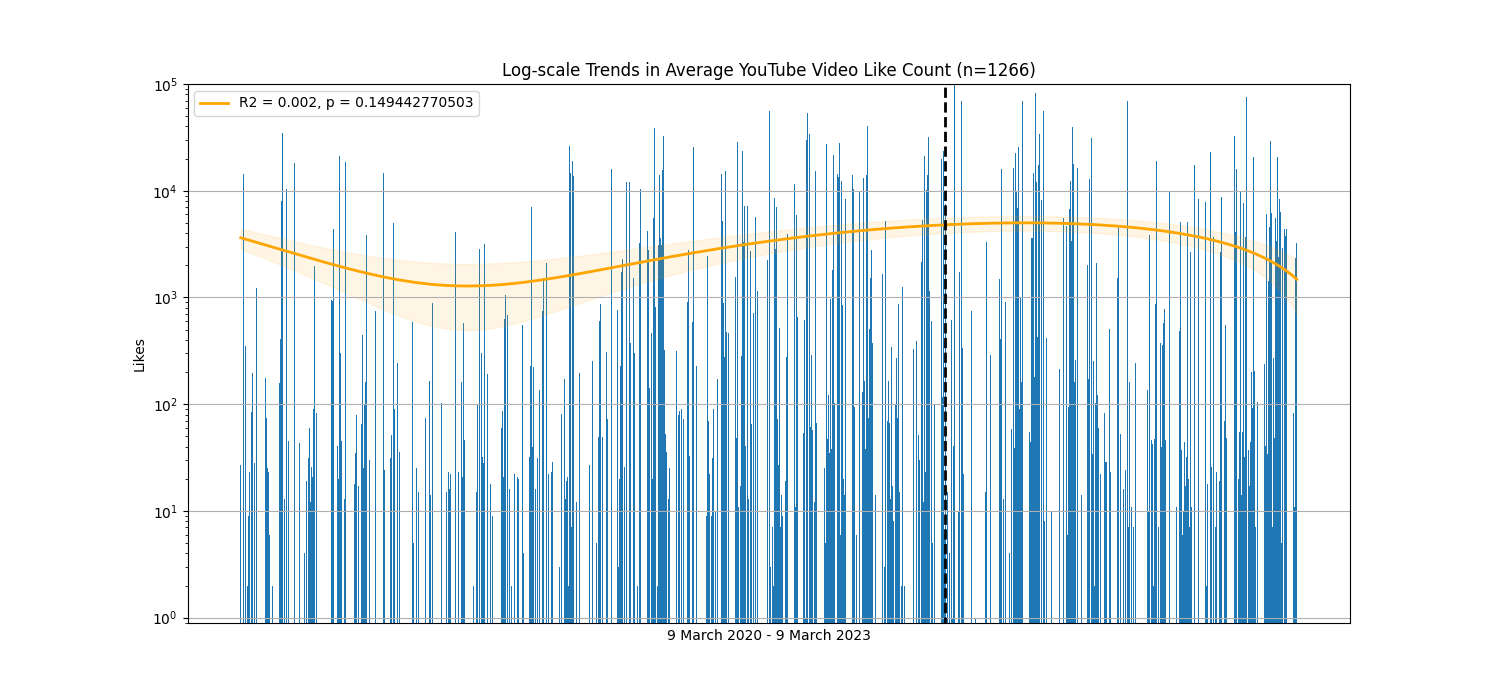 Log-scale Trends in Average YouTube Video Like Count (n=1266)
R2 = 0.002, p = 0.149442770503
10^5
10^4
10^3
10^2
10^1
10^0
Likes
9 March 2020 - 9 March 2023